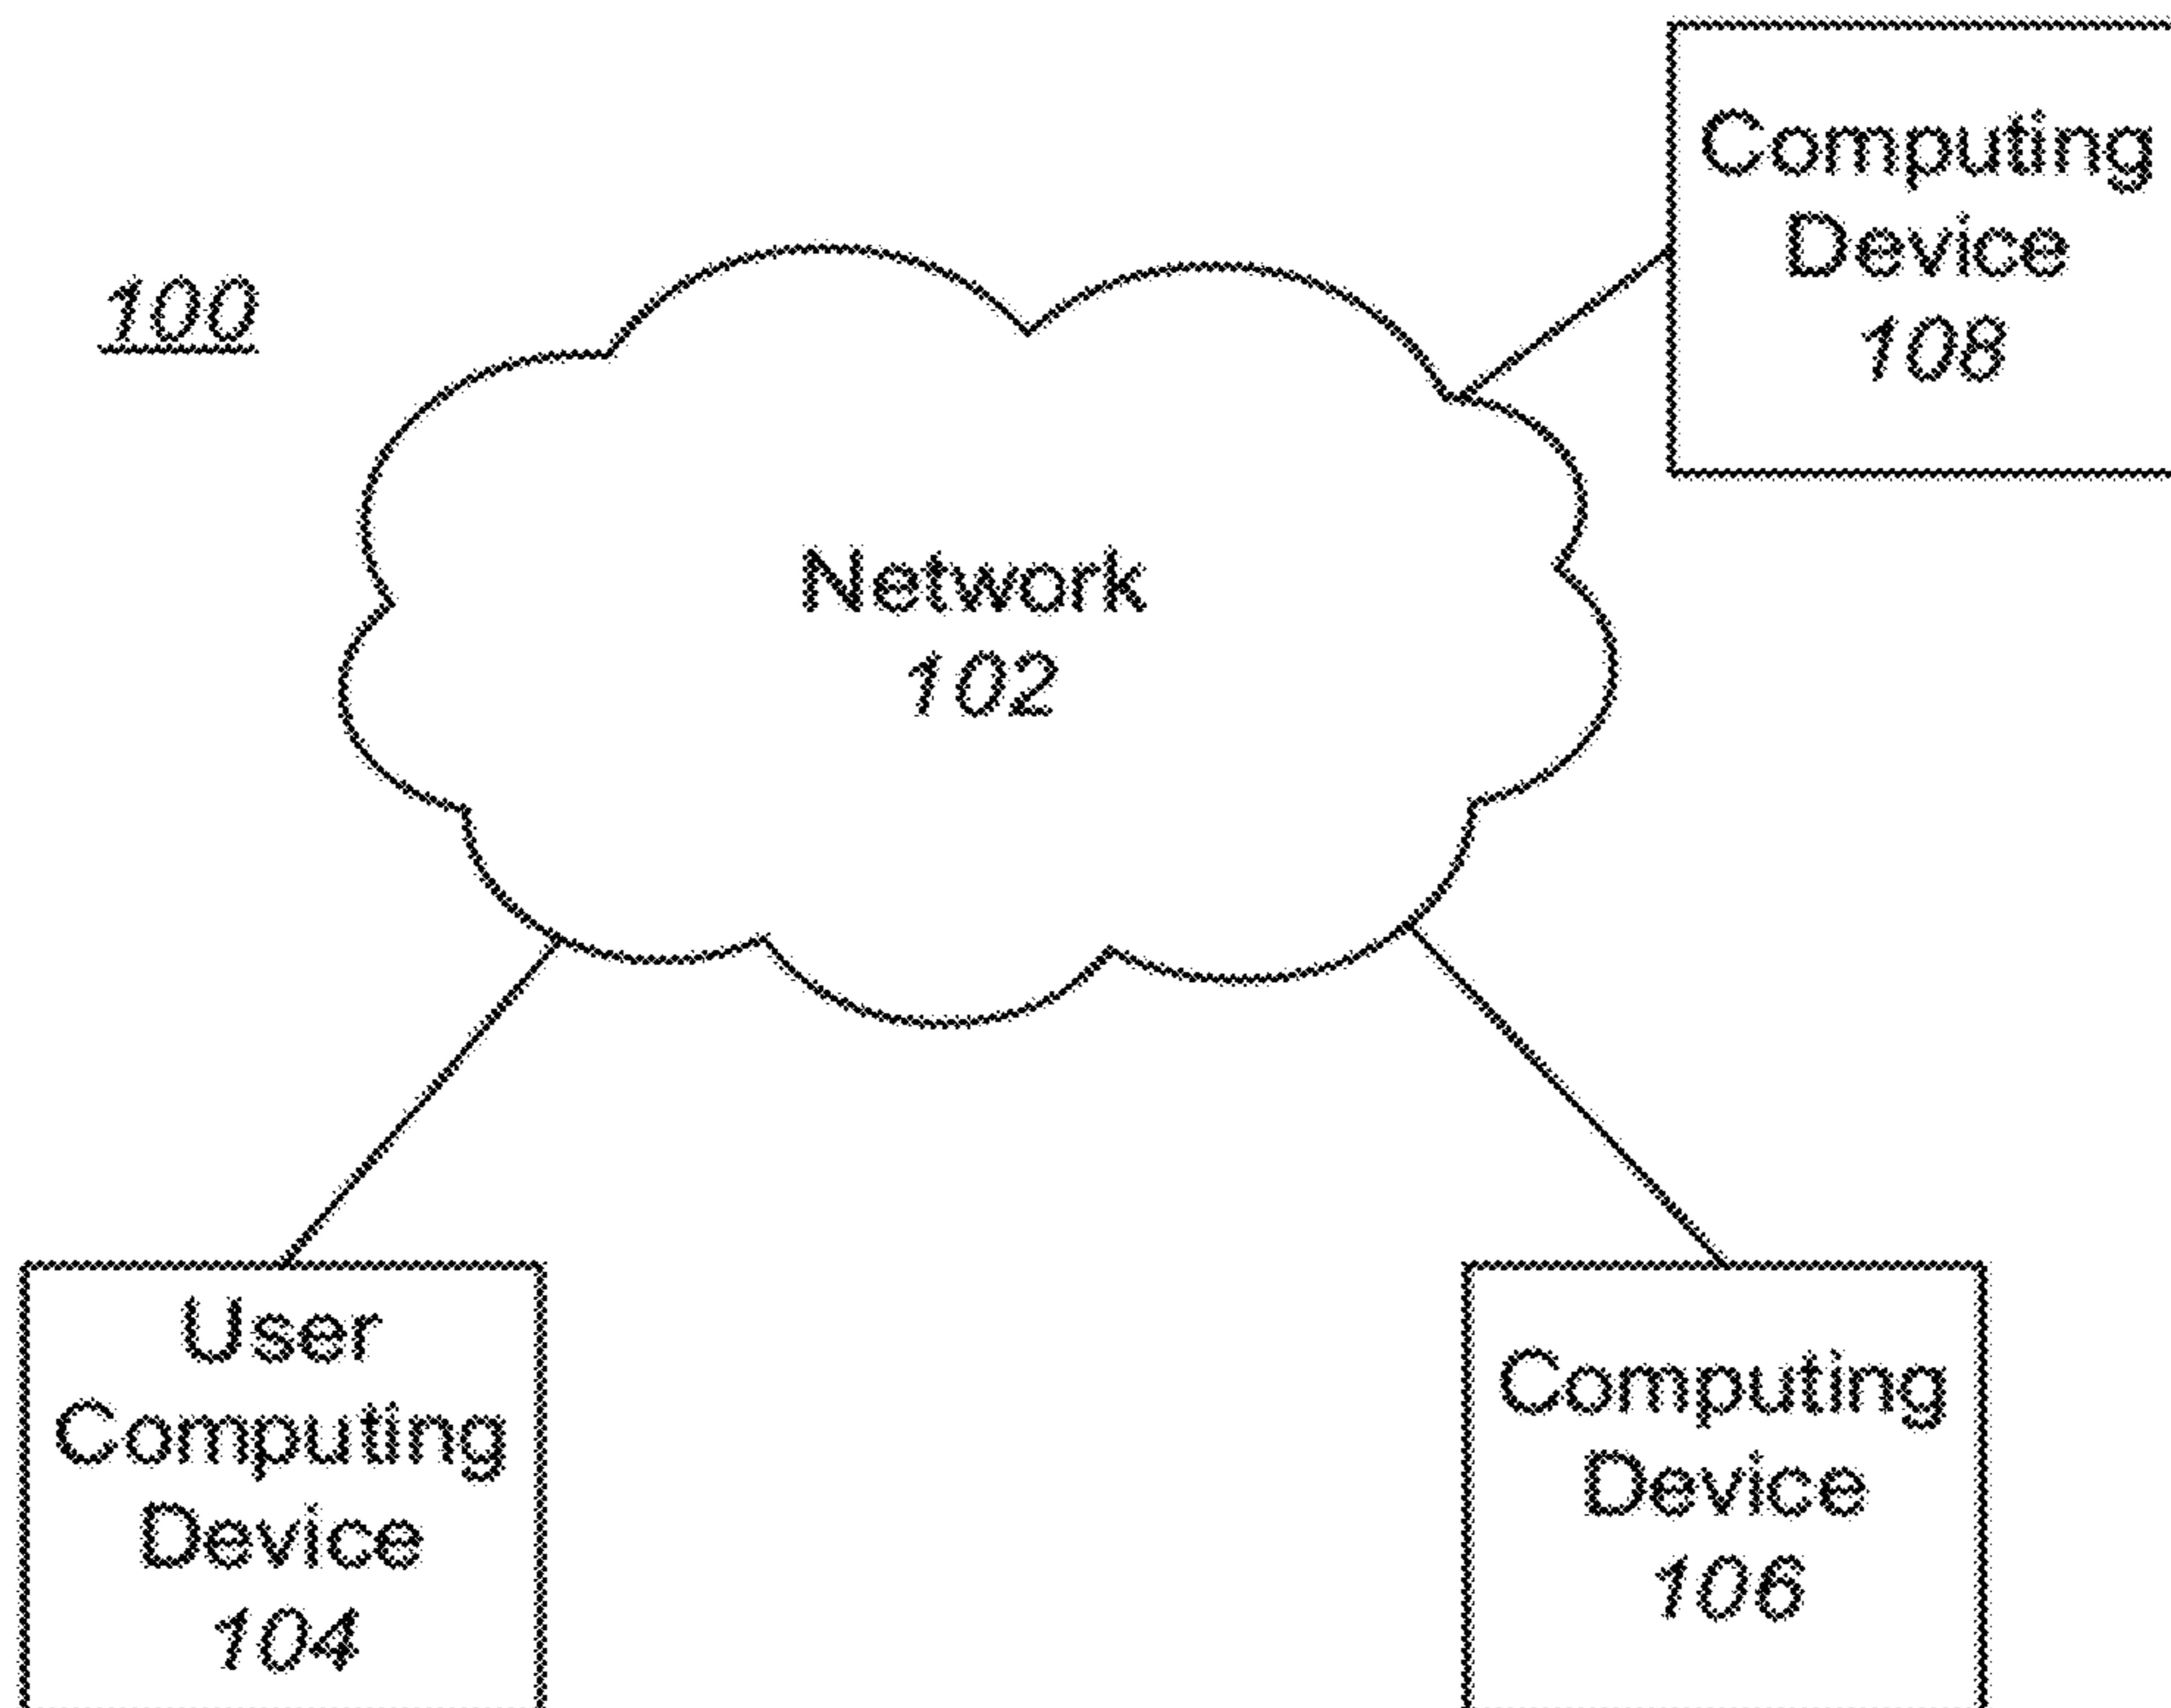 Computing
Device
108
100
Network
102
User
Computing
Device
104
Computing
Device
106